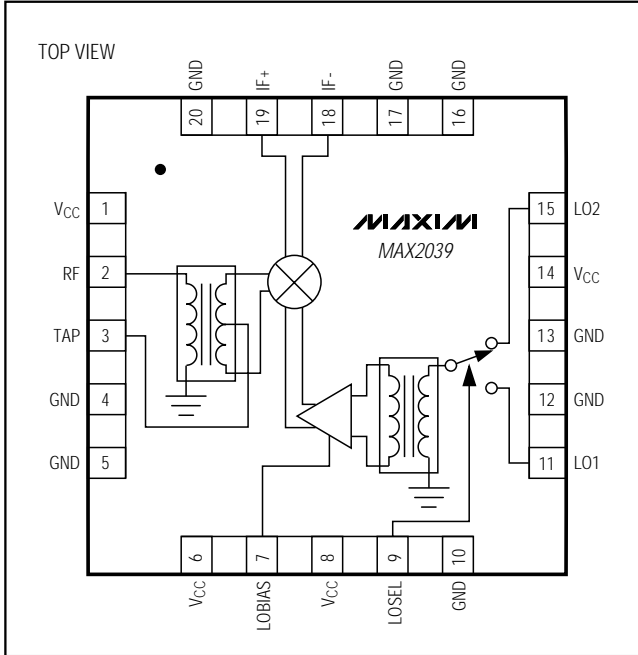 TOP VIEW
GND
IF+
IF-
GND
GND
20
19
18
17
16
VCC 1
RF 2
TAP 3
GND 4
GND 5
MAXIM
MAX2039
15 LO2
14 VCC
13 GND
12 GND
11 LO1
6
7
8
9
10
VCC
LOBIAS
VCC
LOSEL
GND